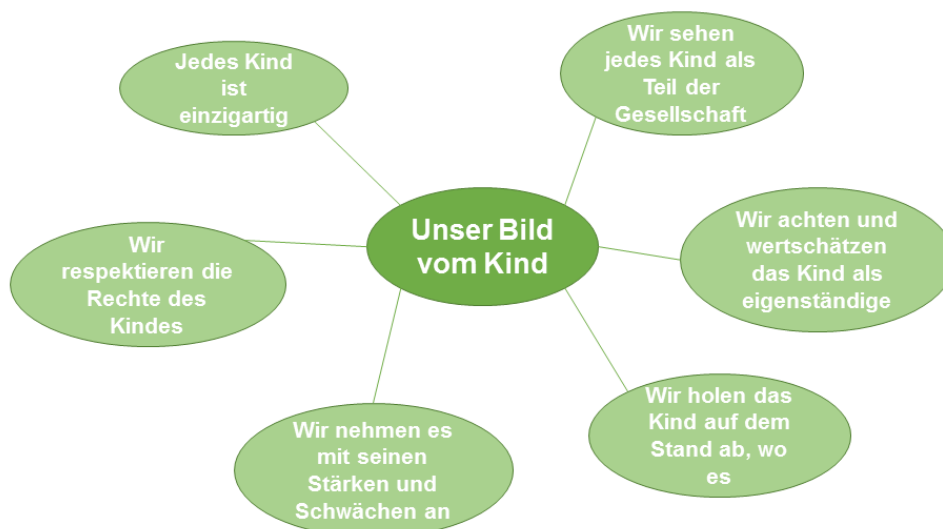 Jedes Kind
ist
einzigartig
Wir sehen
jedes Kind als
Teil der
Gesellschaft
Unser Bild
vom Kind
Wir
respektieren die
Rechte des
Kindes
Wir achten und
wertschätzen
das Kind als
eigenständige
Wir nehmen es
mit seinen
Stärken und
Schwächen an
Wir holen das
Kind auf dem
Stand ab, wo
es